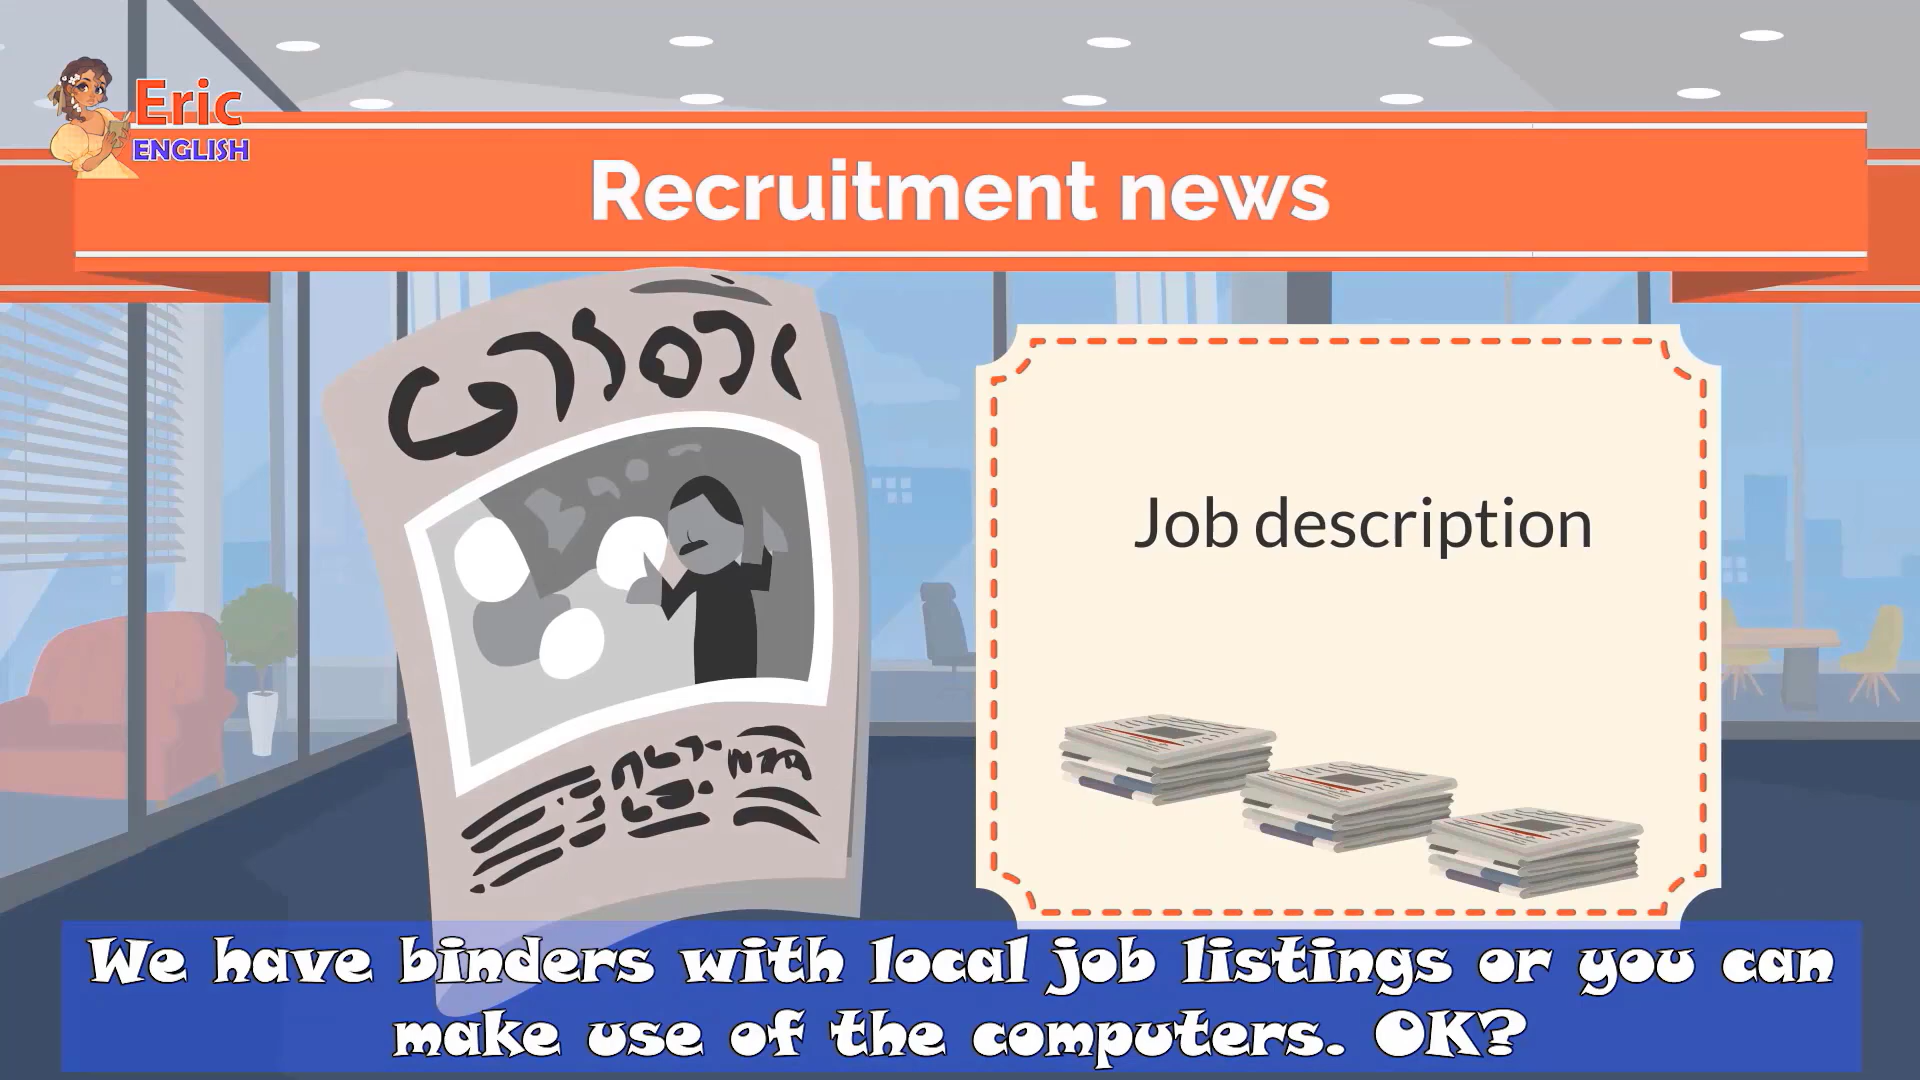 Eric
ENGLISH
Recruitment news
Job description
We have binders with local job listings or you can
make use of the computers. OK?